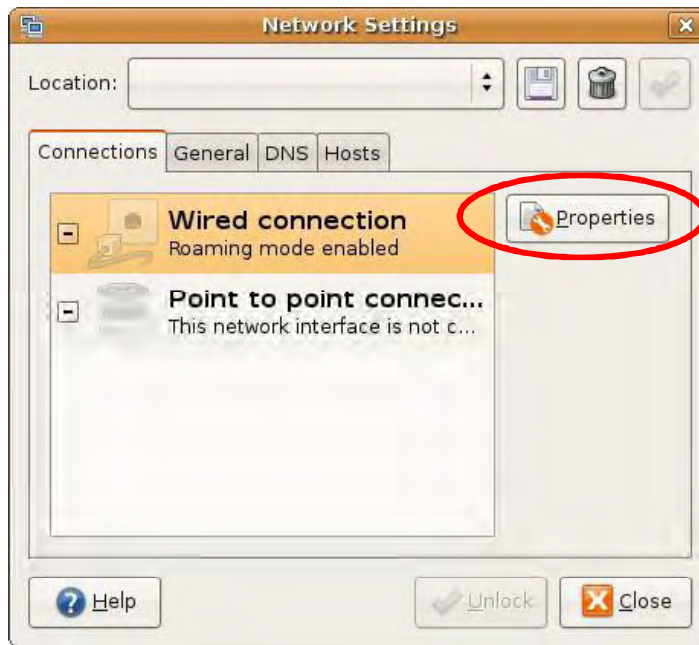 Network Settings
Location:
Connections General DNS Hosts
Wired connection
Roaming mode enabled
Properties
Point to point connec...
This network interface is not c...
Help Unlock Close